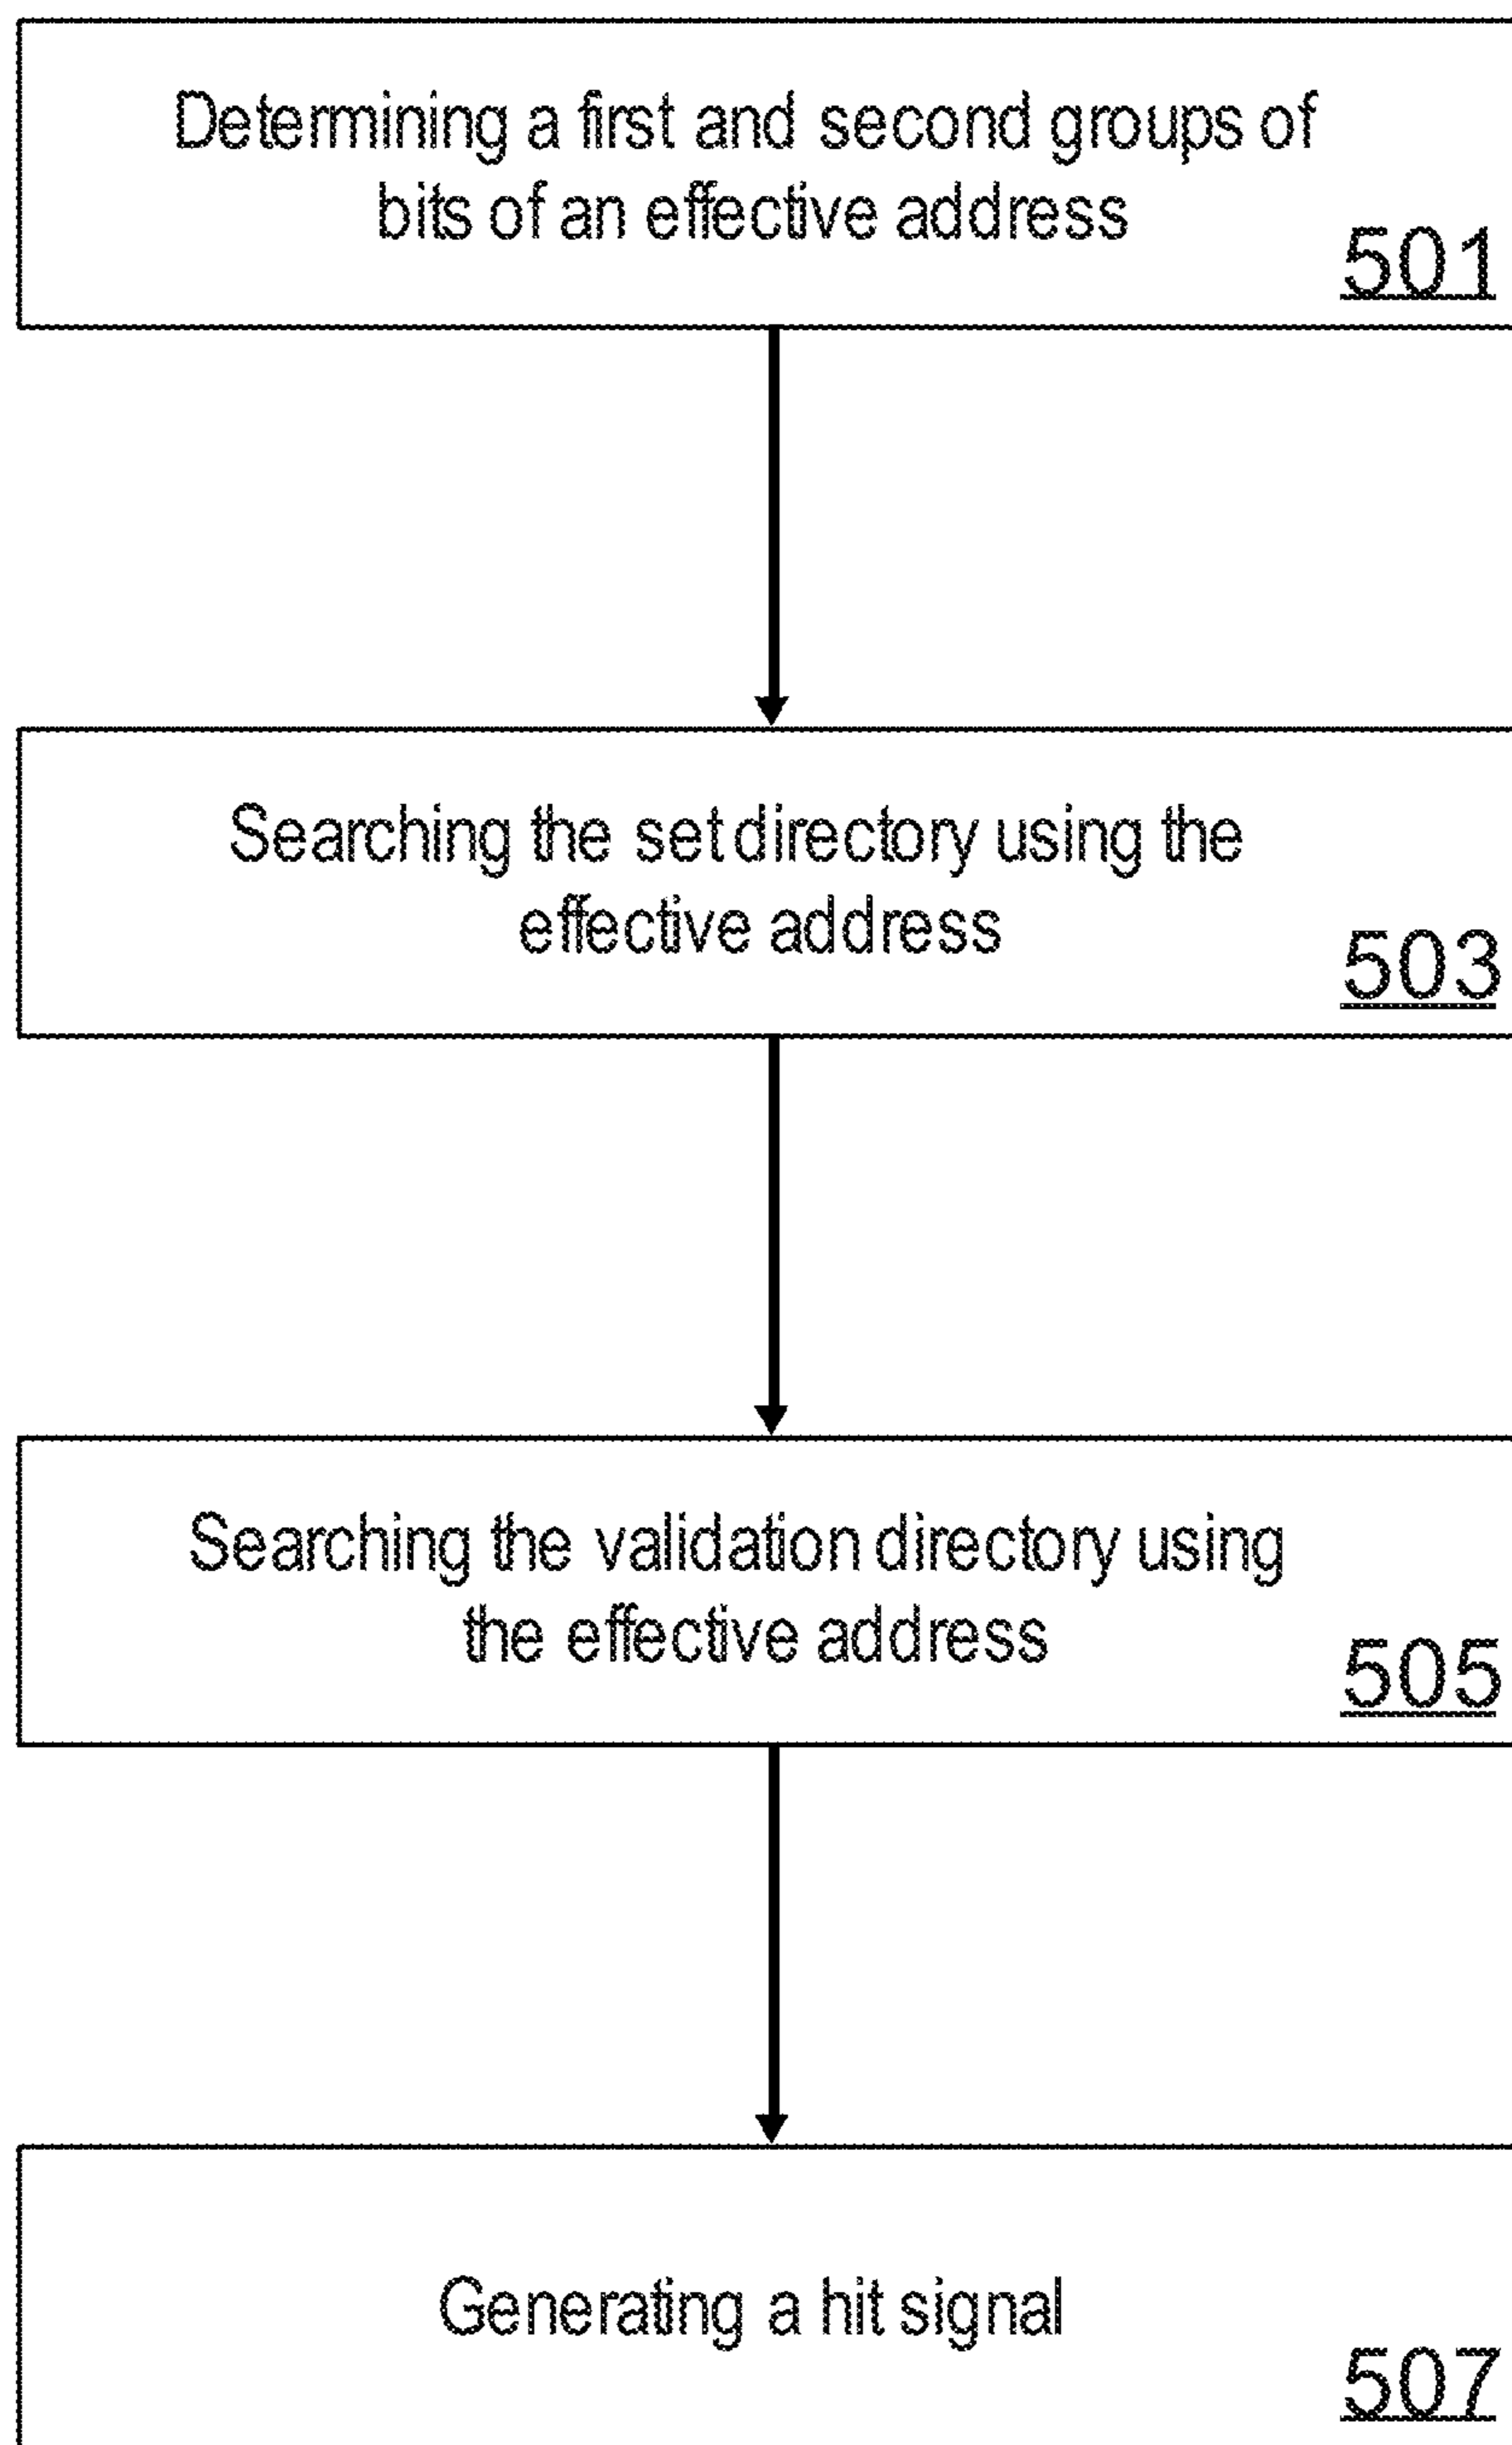 Determining a first and second groups of
bits of an effective address
501
Searching the set directory using the
effective address
503
Searching the validation directory using
the effective address
505
Generating a hit signal
507